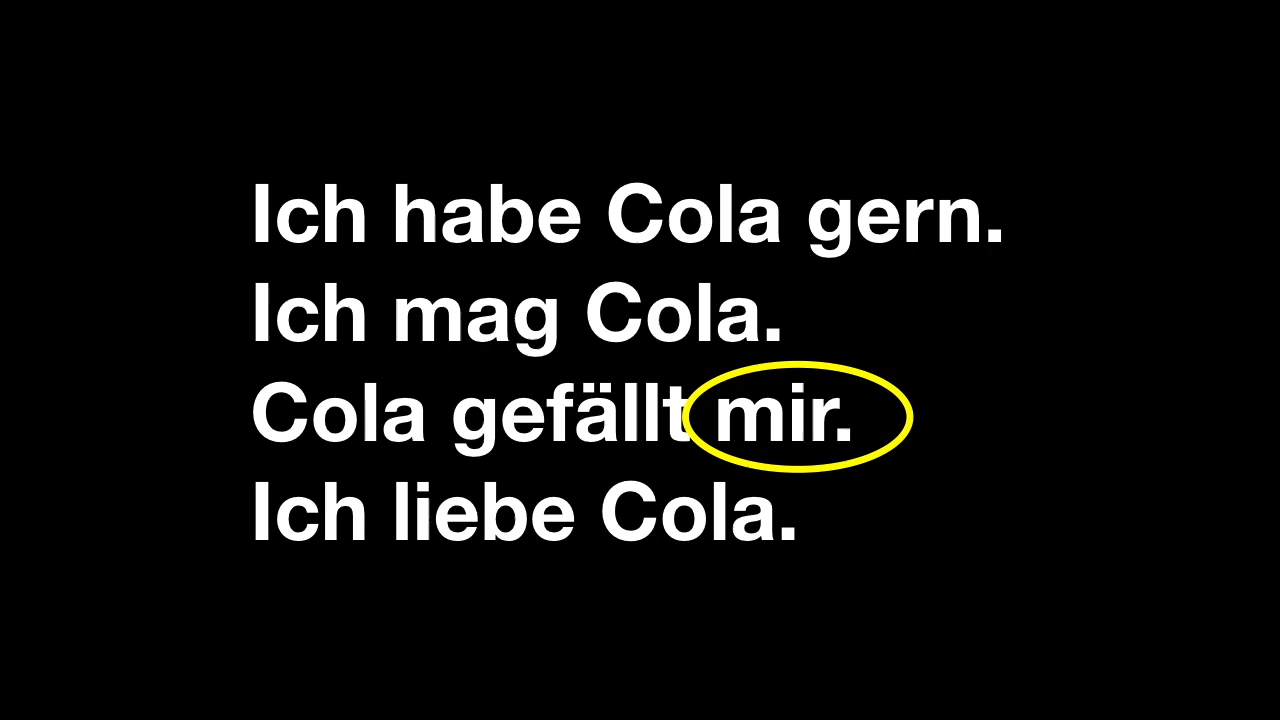 Ich habe Cola gern.
Ich mag Cola.
Cola gefällt mir.
Ich liebe Cola.